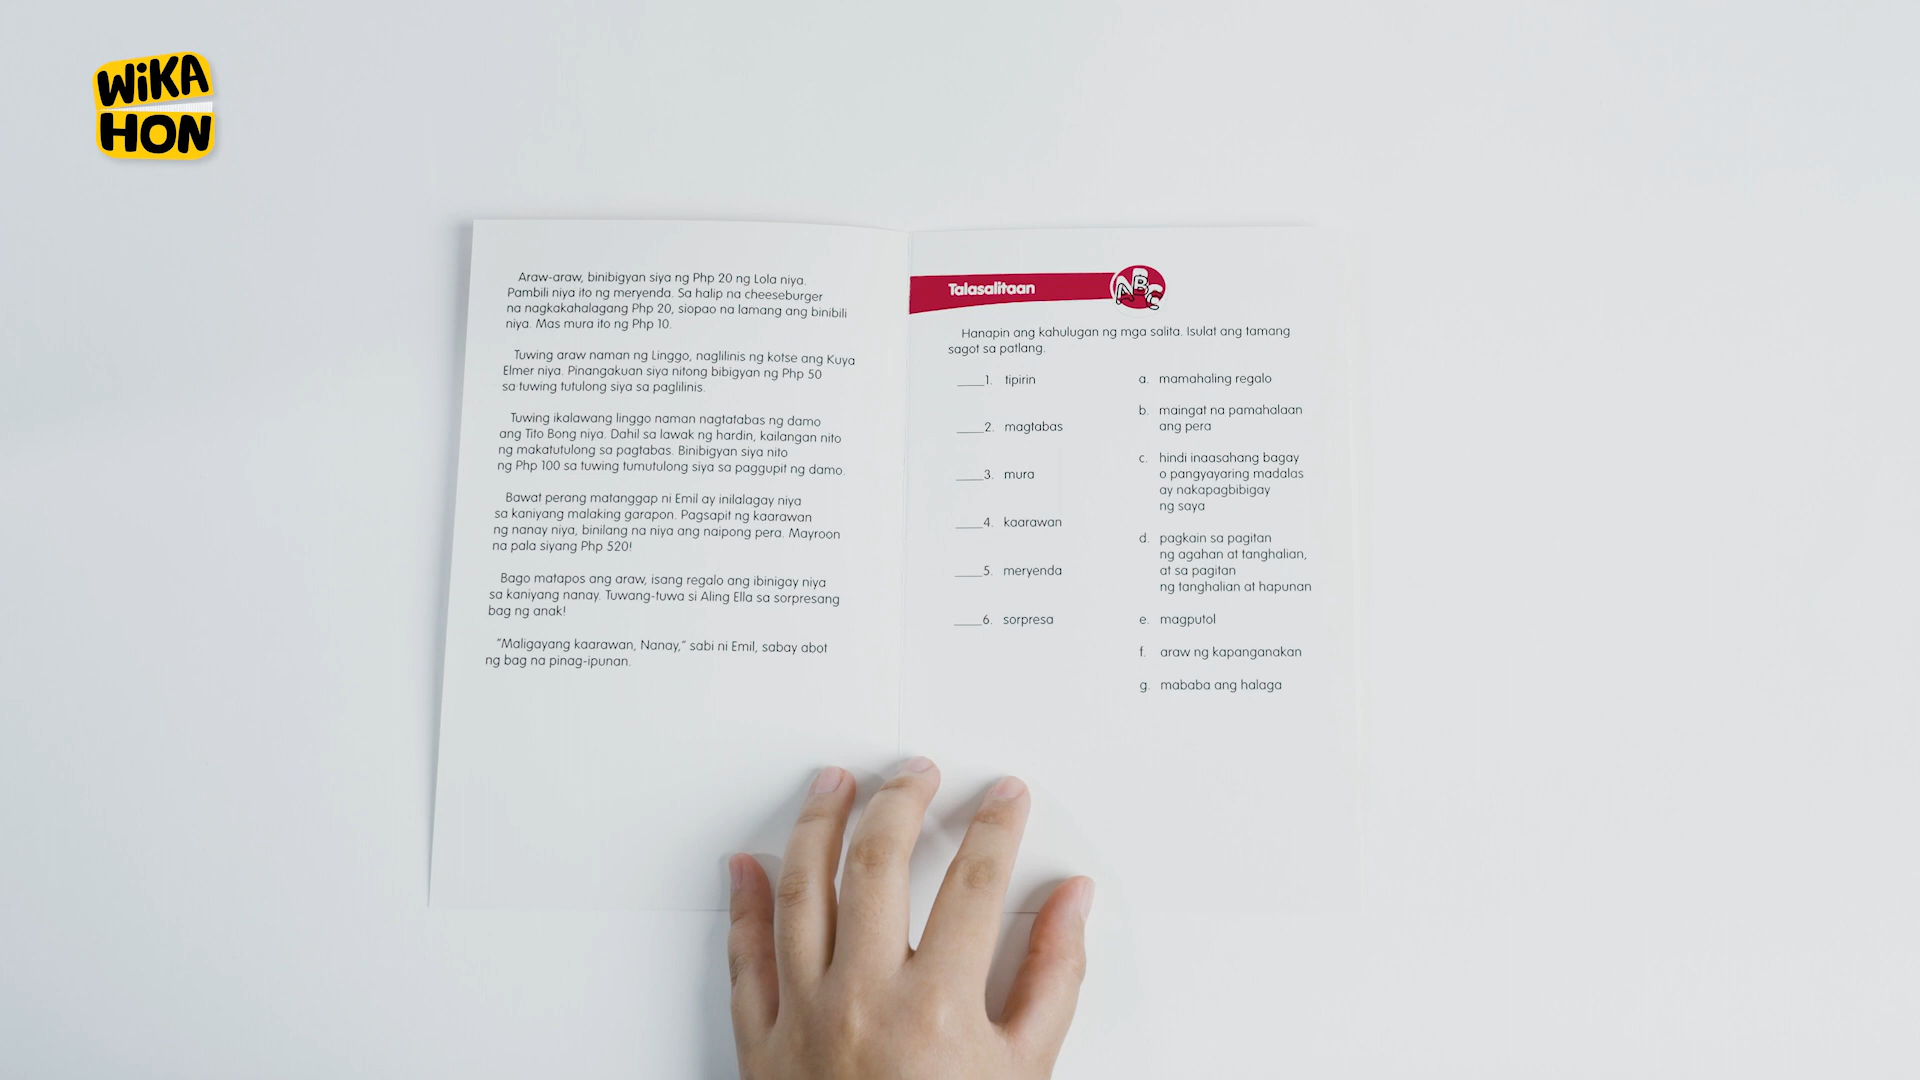 WiKA
HON
Araw-araw, binibigyan siya ng Php 20 ng Lola niya.
Pambili niya ito ng meryenda. Sa halip na cheeseburger
na nagkakahalagang Php 20, siopao na lamang ang binibili
niya. Mas mura ito ng Php 10.
Tuwing araw naman ng Linggo, naglilinis ng kotse ang Kuya
Elmer niya. Pinangakuan siya nitong bibigyan ng Php 50
sa tuwing tutulong siya sa paglilinis.
Tuwing ikalawang linggo naman nagtatabas ng damo
ang Tito Bong niya. Dahil sa lawak ng hardin, kailangan nito
ng makatutulong sa pagtabas. Binibigyan siya nito
ng Php 100 sa tuwing tumutulong siya sa paggupit ng damo.
Bawat perang matanggap ni Emil ay inilalagay niya
sa kaniyang malaking garapon. Pagsapit ng kaarawan
ng nanay niya, binilang na niya ang naipong pera. Mayroon
na pala siyang Php 520!
Bago matapos ang araw, isang regalo ang ibinigay niya
sa kaniyang nanay. Tuwang-tuwa si Aling Ella sa sorpresang
bag ng anak!
"Maligayang kaarawan, Nanay," sabi ni Emil, sabay abot
ng bag na pinag-ipunan.
Talasalitaan
ABC
Hanapin ang kahulugan ng mga salita. Isulat ang tamang
sagot sa patlang.
____1. tipirin
____2. magtabas
____3. mura
____4. kaarawan
____5. meryenda
____6. sorpresa
a. mamahaling regalo
b. maingat na pamahalaan
ang pera
c. hindi inaasahang bagay
o pangyayaring madalas
ay nakapagbibigay
ng saya
d. pagkain sa pagitan
ng agahan at tanghalian,
at sa pagitan
ng tanghalian at hapunan
e. magputol
f. araw ng kapanganakan
g. mababa ang halaga